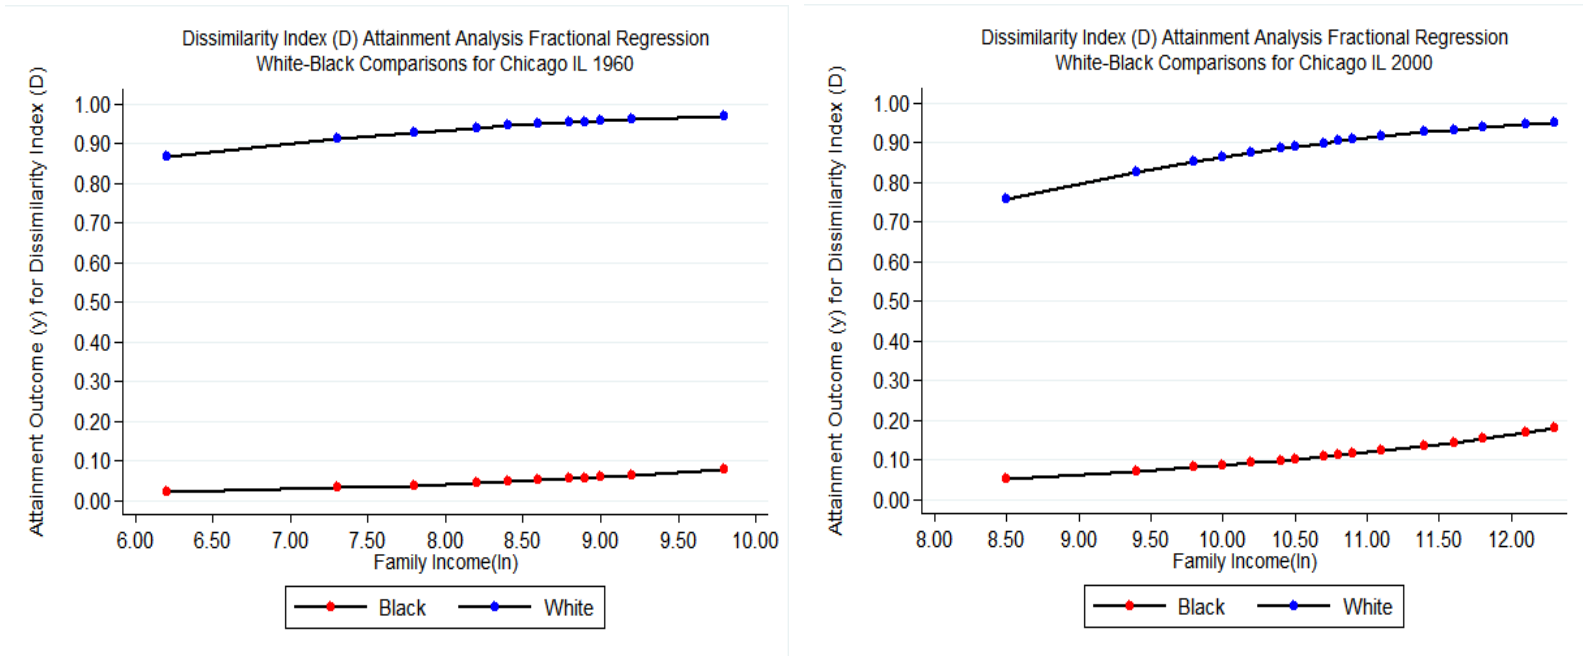 Dissimilarity Index (D) Attainment Analysis Fractional Regression
White-Black Comparisons for Chicago IL 1960
Attainment Outcome (y) for Dissimilarity Index (D)
1.00
0.90
0.80
0.70
0.60
0.50
0.40
0.30
0.20
0.10
0.00
6.00 6.50 7.00 7.50 8.00 8.50 9.00 9.50 10.00
Family Income(ln)
Black White
Dissimilarity Index (D) Attainment Analysis Fractional Regression
White-Black Comparisons for Chicago IL 2000
Attainment Outcome (y) for Dissimilarity Index (D)
1.00
0.90
0.80
0.70
0.60
0.50
0.40
0.30
0.20
0.10
0.00
8.00 8.50 9.00 9.50 10.00 10.50 11.00 11.50 12.00
Family Income(ln)
Black White